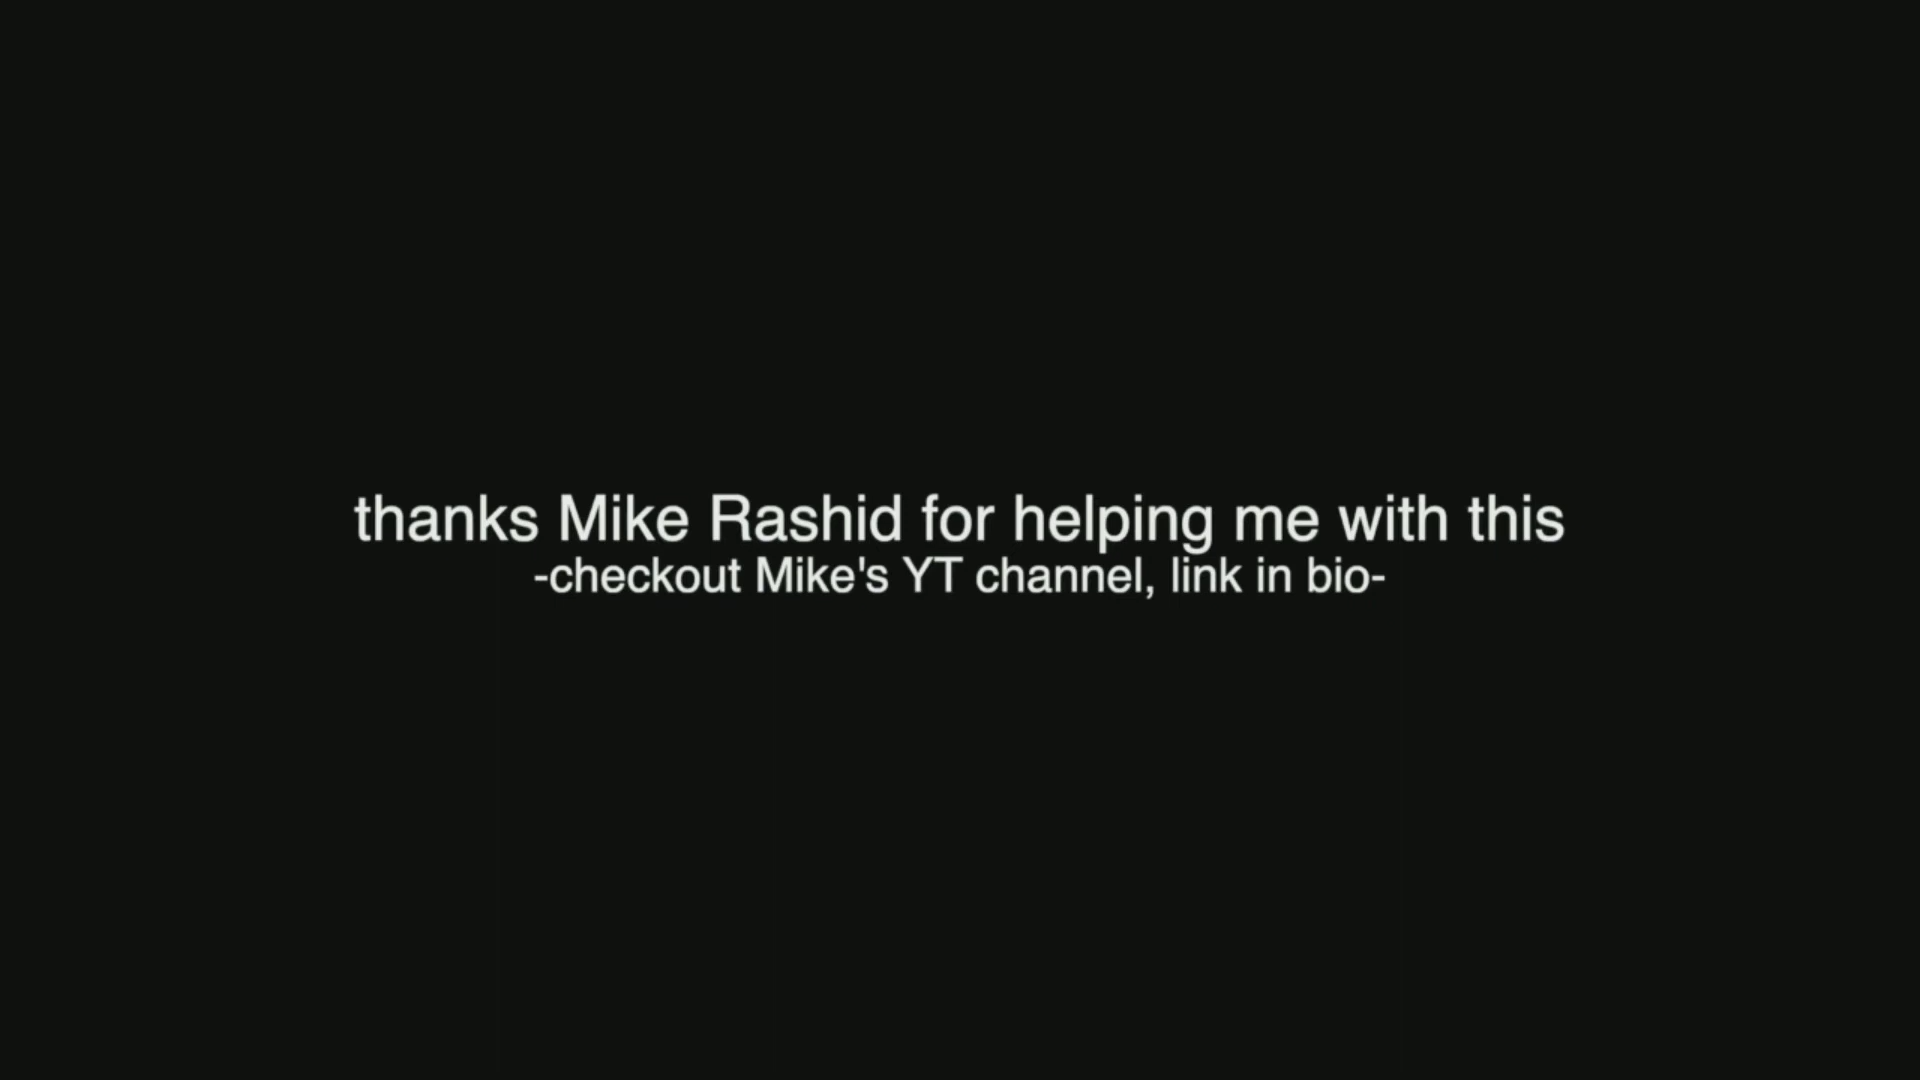 thanks Mike Rashid for helping me with this
-checkout Mike's YT channel, link in bio-